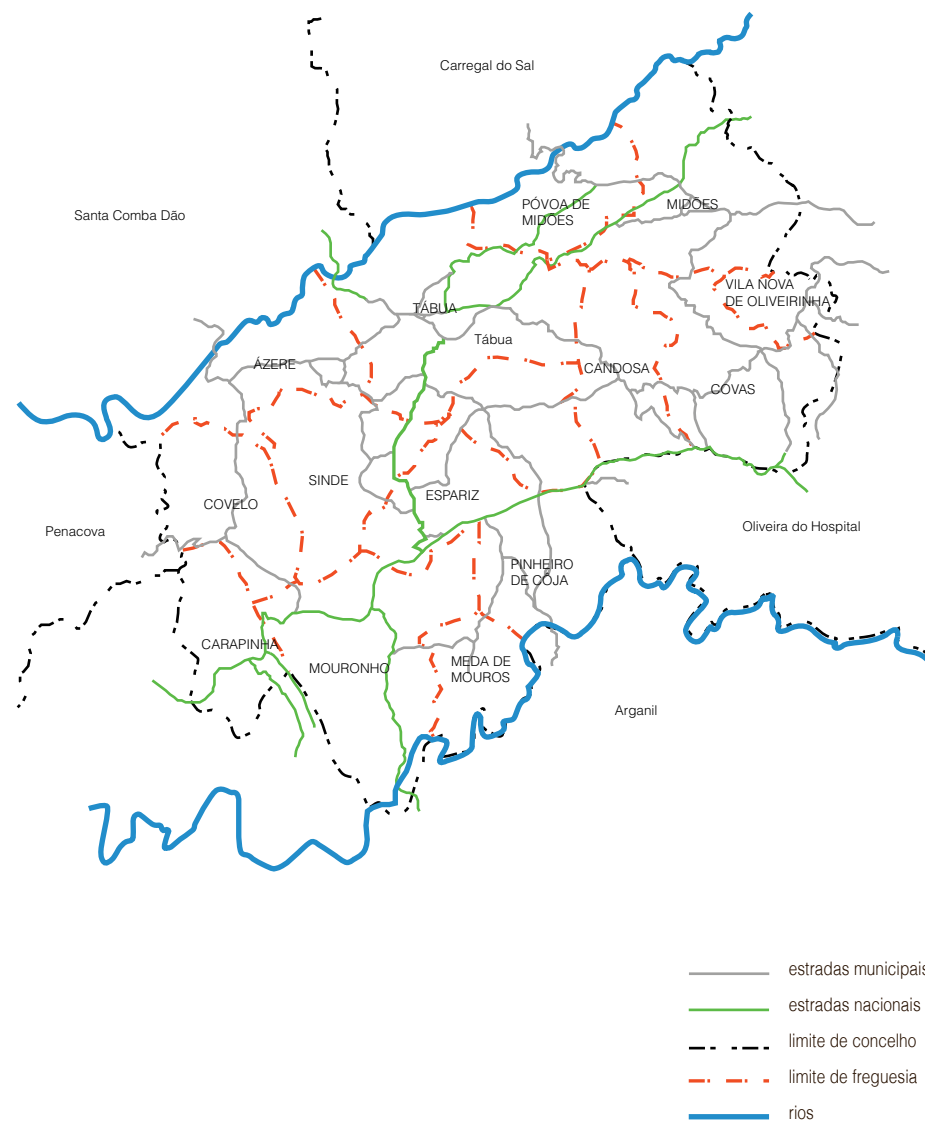 Carregal do Sal
Santa Comba Dão
PÓVOA DE
MIDÕES
MIDÕES
VILA NOVA
DE OLIVEIRINHA
TÁBUA
Tábua
ÁZERE
CANDOSA
COVAS
SINDE
ESPARIZ
COVELO
Penacova
Oliveira do Hospital
PINHEIRO
DE CÔJA
CARAPINHA
MOURONHO
MEDA DE
MOUROS
Arganil
estradas municipais
estradas nacionais
limite de concelho
limite de freguesia
rios